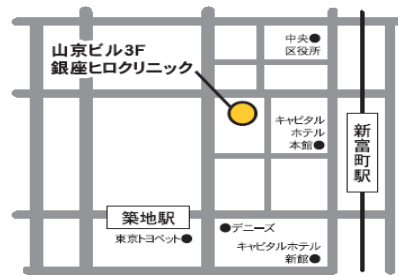 中央
区役所
山京ビル3F
銀座ヒロクリニック
キャピタル
ホテル
本館
新富町駅
築地駅
東京トヨペット
デニーズ
キャピタルホテル
新館